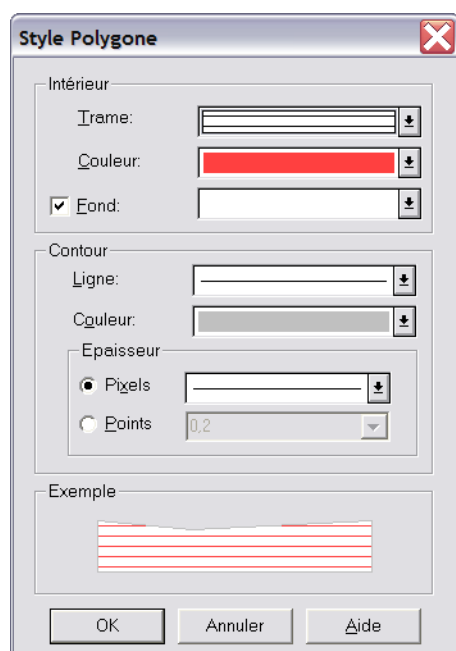 Style Polygone
Intérieur
Trame:
Couleur:
Fond:
Contour
Ligne:
Couleur:
Epaisseur
Pixels
Points 0,2
Exemple
OK Annuler Aide